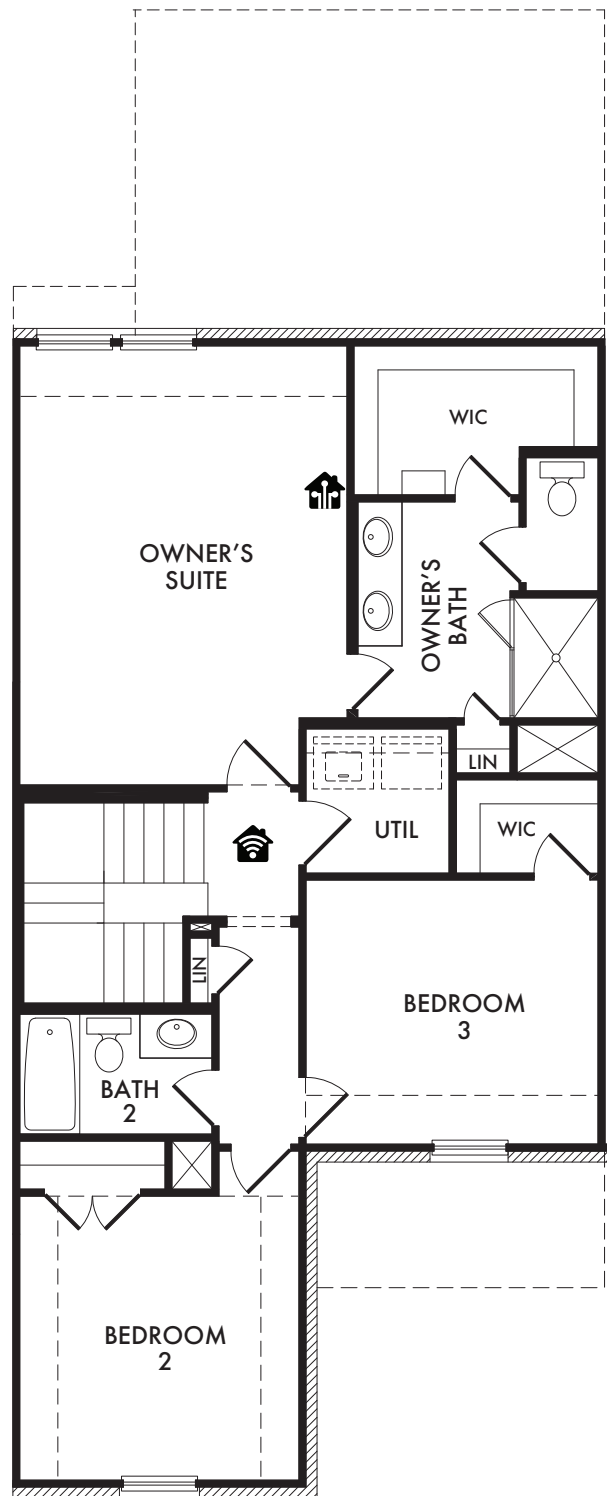 WIC
OWNER'S
SUITE
OWNER'S
BATH
LIN
UTIL
WIC
LIN
BEDROOM
3
BATH
2
BEDROOM
2